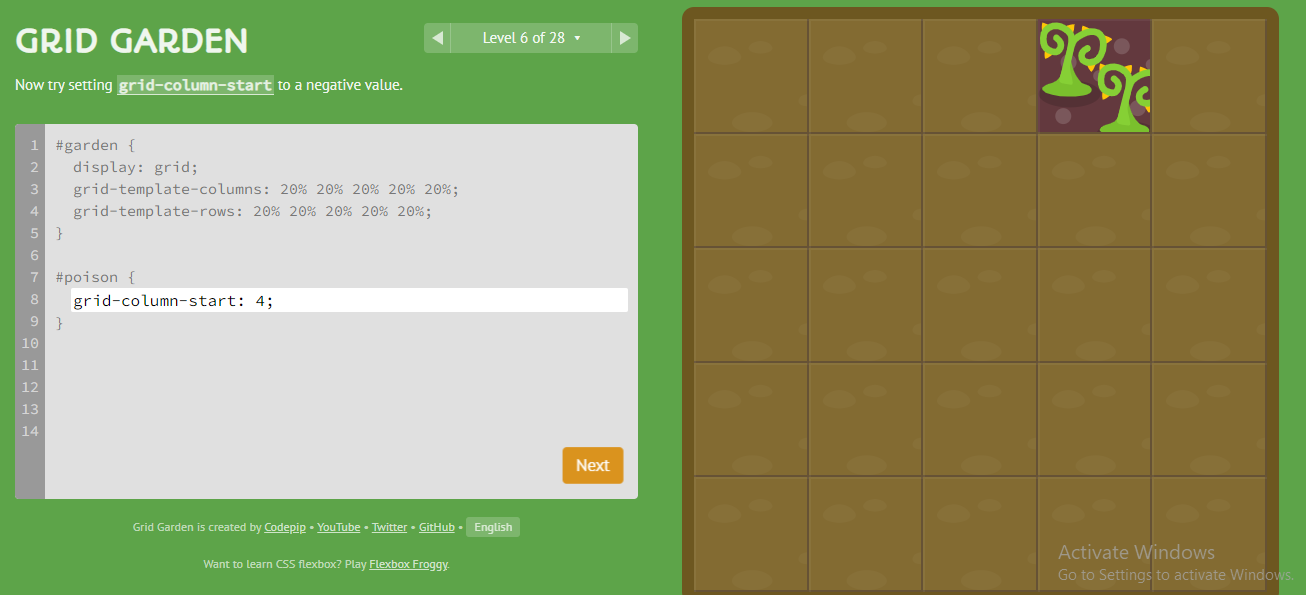 GRID GARDEN
◀ Level 6 of 28 ▾ ▶
Now try setting grid-column-start to a negative value.
1 #garden {
2 display: grid;
3 grid-template-columns: 20% 20% 20% 20% 20%;
4 grid-template-rows: 20% 20% 20% 20% 20%;
5 }
6
7 #poison {
8 grid-column-start: 4;
9 }
10
11
12
13
14
Next
Grid Garden is created by Codepip • YouTube • Twitter • GitHub • English
Want to learn CSS flexbox? Play Flexbox Froggy.
Activate Windows
Go to Settings to activate Windows.